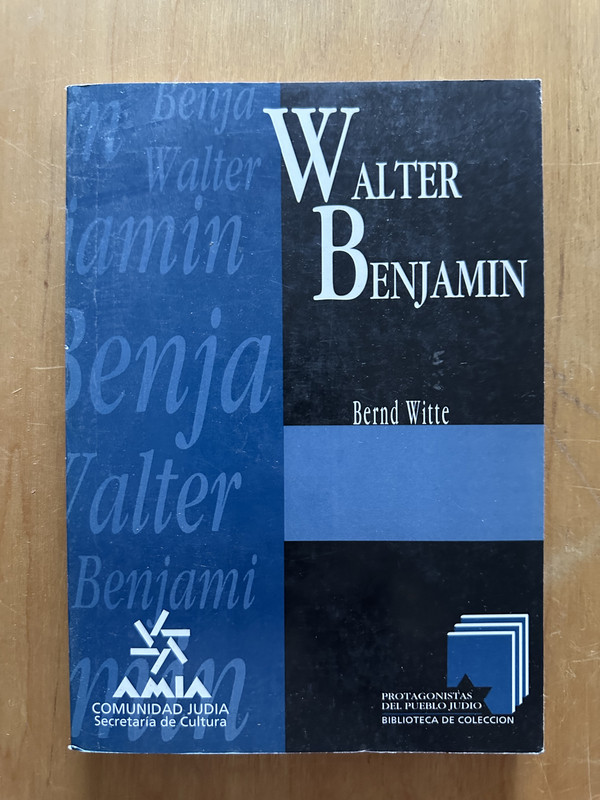 WALTER
BENJAMIN
Bernd Witte
Benja
Walter
jamin
Benja
Walter
Benjami
AMIA
COMUNIDAD JUDIA
Secretaría de Cultura
PROTAGONISTAS
DEL PUEBLO JUDIO
BIBLIOTECA DE COLECCION